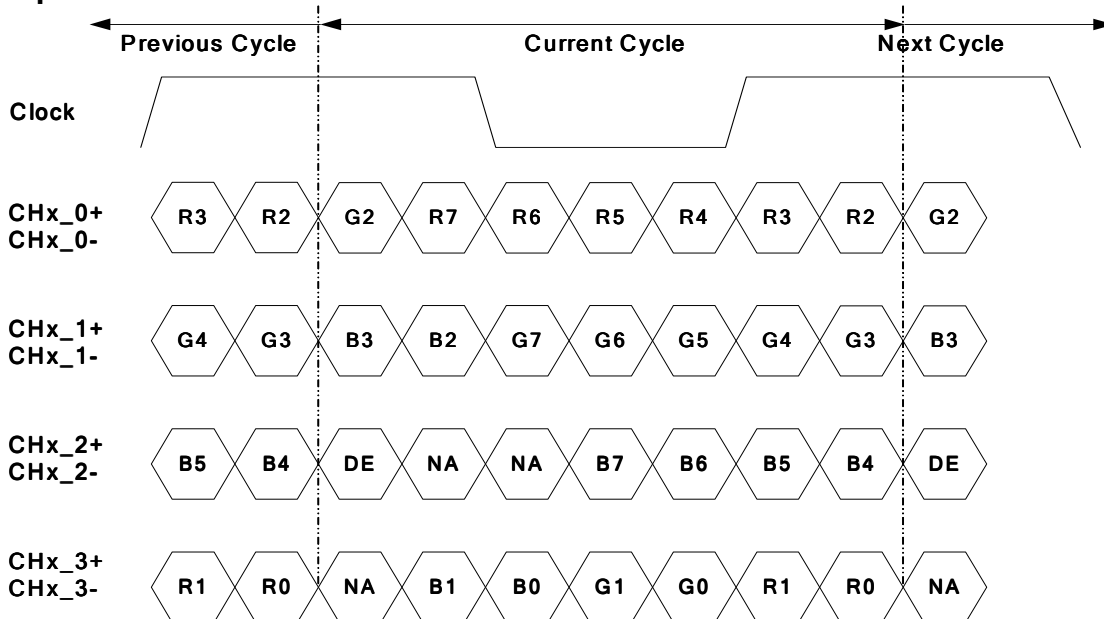 Previous Cycle Current Cycle Next Cycle
Clock
CHx_0+
CHx_0-
R3 R2 G2 R7 R6 R5 R4 R3 R2 G2
CHx_1+
CHx_1-
G4 G3 B3 B2 G7 G6 G5 G4 G3 B3
CHx_2+
CHx_2-
B5 B4 DE NA NA B7 B6 B5 B4 DE
CHx_3+
CHx_3-
R1 R0 NA B1 B0 G1 G0 R1 R0 NA